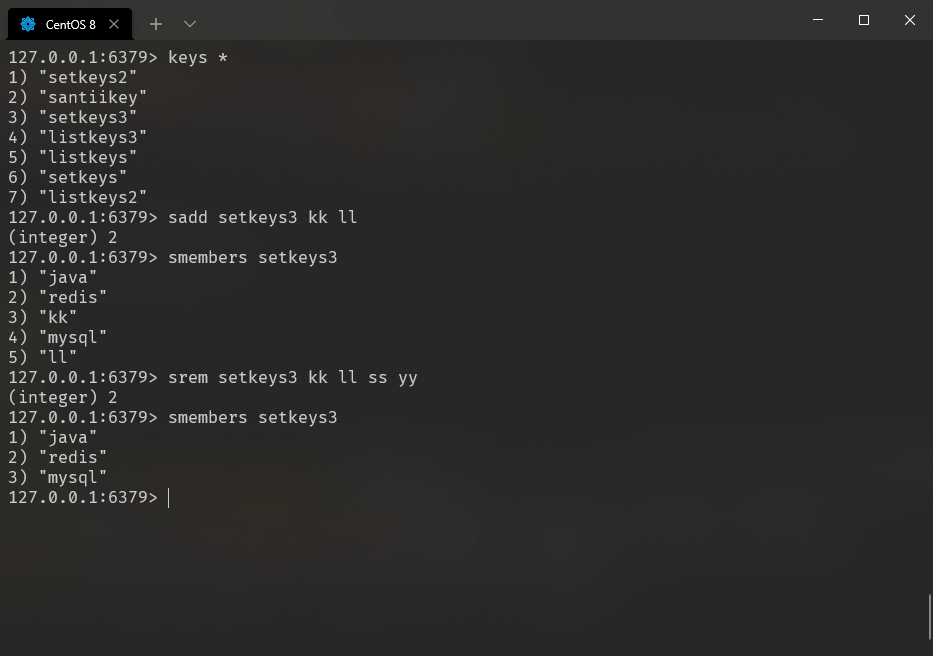 CentOS 8
127.0.0.1:6379> keys *
1) "setkeys2"
2) "santiikey"
3) "setkeys3"
4) "listkeys3"
5) "listkeys"
6) "setkeys"
7) "listkeys2"
127.0.0.1:6379> sadd setkeys3 kk ll
(integer) 2
127.0.0.1:6379> smembers setkeys3
1) "java"
2) "redis"
3) "kk"
4) "mysql"
5) "ll"
127.0.0.1:6379> srem setkeys3 kk ll ss yy
(integer) 2
127.0.0.1:6379> smembers setkeys3
1) "java"
2) "redis"
3) "mysql"
127.0.0.1:6379>